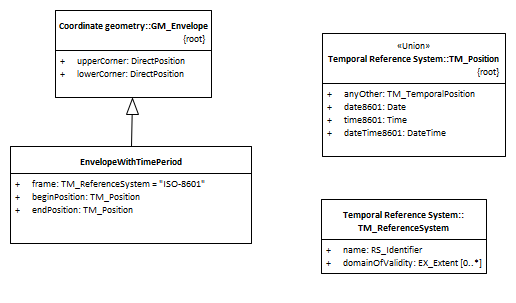 Coordinate geometry::GM_Envelope
{root}
+ upperCorner: DirectPosition
+ lowerCorner: DirectPosition
EnvelopeWithTimePeriod
+ frame: TM_ReferenceSystem = "ISO-8601"
+ beginPosition: TM_Position
+ endPosition: TM_Position
«Union»
Temporal Reference System::TM_Position
{root}
+ anyOther: TM_TemporalPosition
+ date8601: Date
+ time8601: Time
+ dateTime8601: DateTime
Temporal Reference System::
TM_ReferenceSystem
+ name: RS_Identifier
+ domainOfValidity: EX_Extent [0..*]